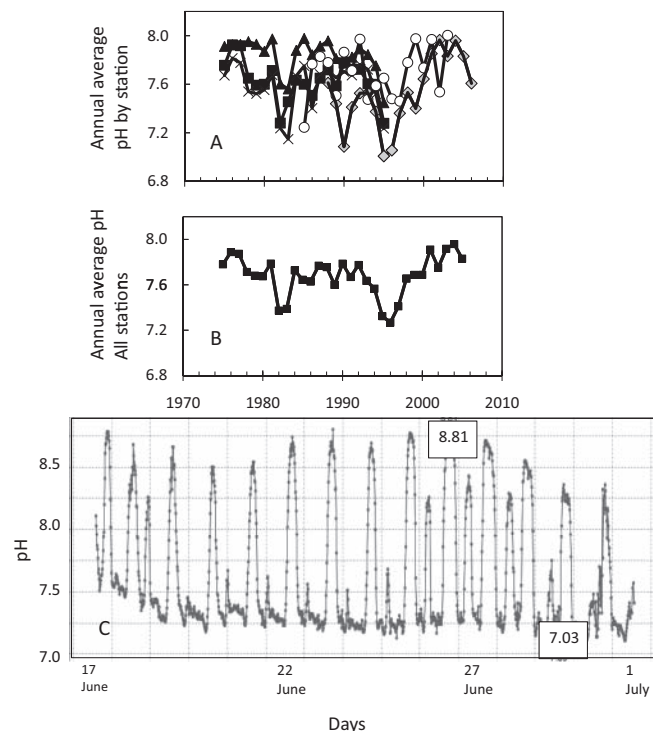 Annual average
pH by station
8.0
7.6
7.2
6.8
A
Annual average pH
All stations
8.0
7.6
7.2
6.8
B
1970 1980 1990 2000 2010
pH
8.5
8.0
7.5
7.0
8.81
7.03
C
17 22 27 1
June June June July
Days